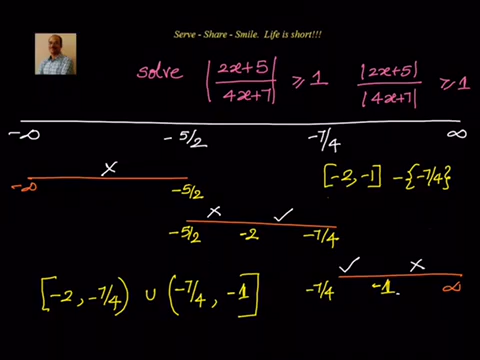 Serve - Share - Smile. Life is short!!!
solve |2x+5 / 4x+7| ≥ 1 |2x+5| / |4x+7| ≥ 1
-∞ -5/2 -7/4 ∞
×
-∞ -5/2
[-2, -1] - {-7/4}
× ✓
-5/2 -2 -7/4
✓ ×
-7/4 -1 ∞
[-2, -7/4) ∪ (-7/4, -1]